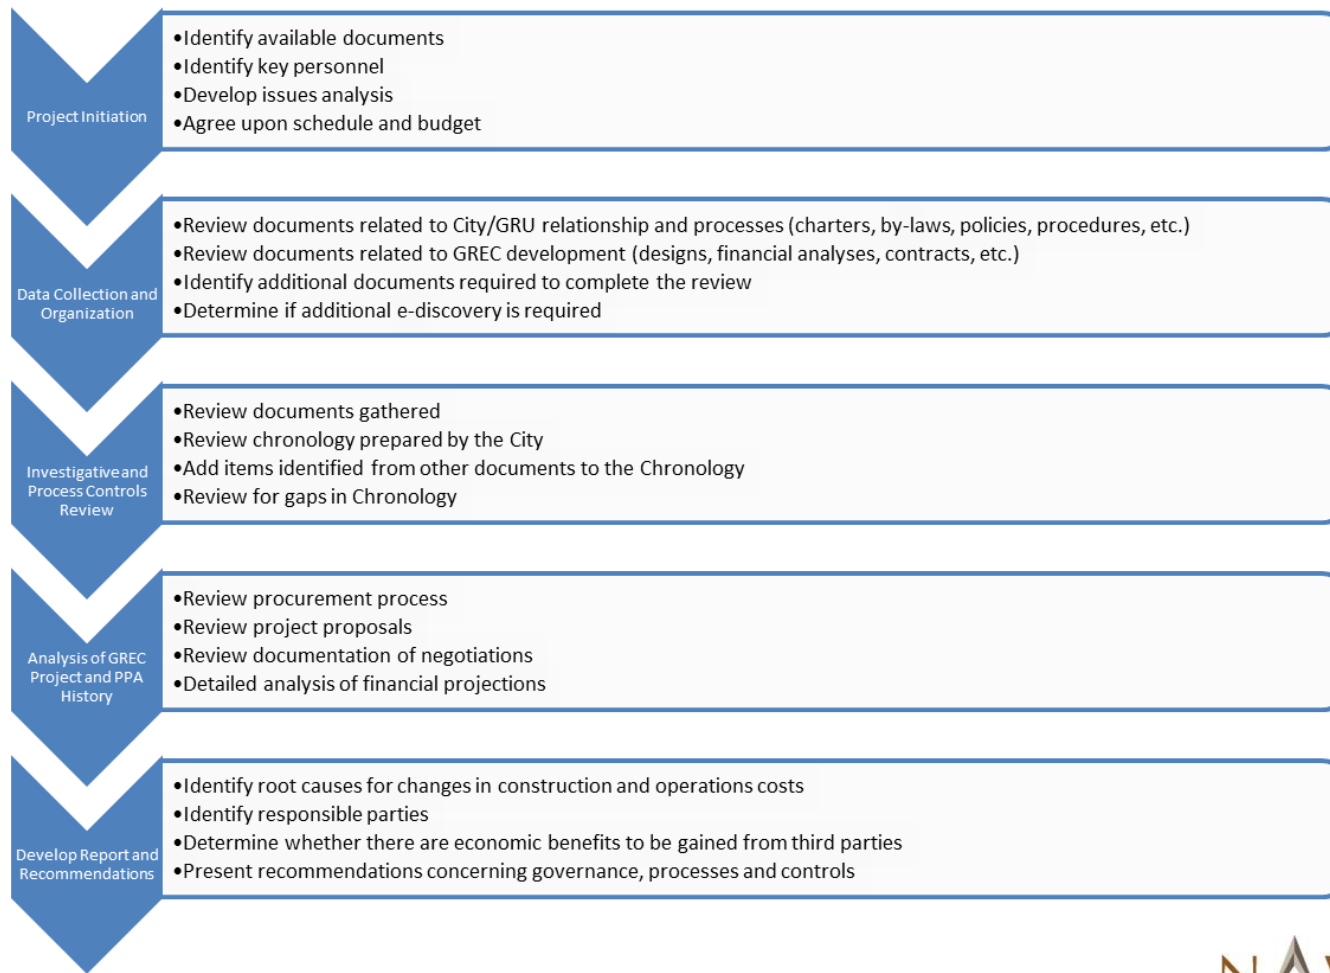 Project Initiation
•Identify available documents
•Identify key personnel
•Develop issues analysis
•Agree upon schedule and budget
Data Collection and
Organization
•Review documents related to City/GRU relationship and processes (charters, by-laws, policies, procedures, etc.)
•Review documents related to GREC development (designs, financial analyses, contracts, etc.)
•Identify additional documents required to complete the review
•Determine if additional e-discovery is required
Investigative and
Process Controls
Review
•Review documents gathered
•Review chronology prepared by the City
•Add items identified from other documents to the Chronology
•Review for gaps in Chronology
Analysis of GREC
Project and PPA
History
•Review procurement process
•Review project proposals
•Review documentation of negotiations
•Detailed analysis of financial projections
Develop Report and
Recommendations
•Identify root causes for changes in construction and operations costs
•Identify responsible parties
•Determine whether there are economic benefits to be gained from third parties
•Present recommendations concerning governance, processes and controls